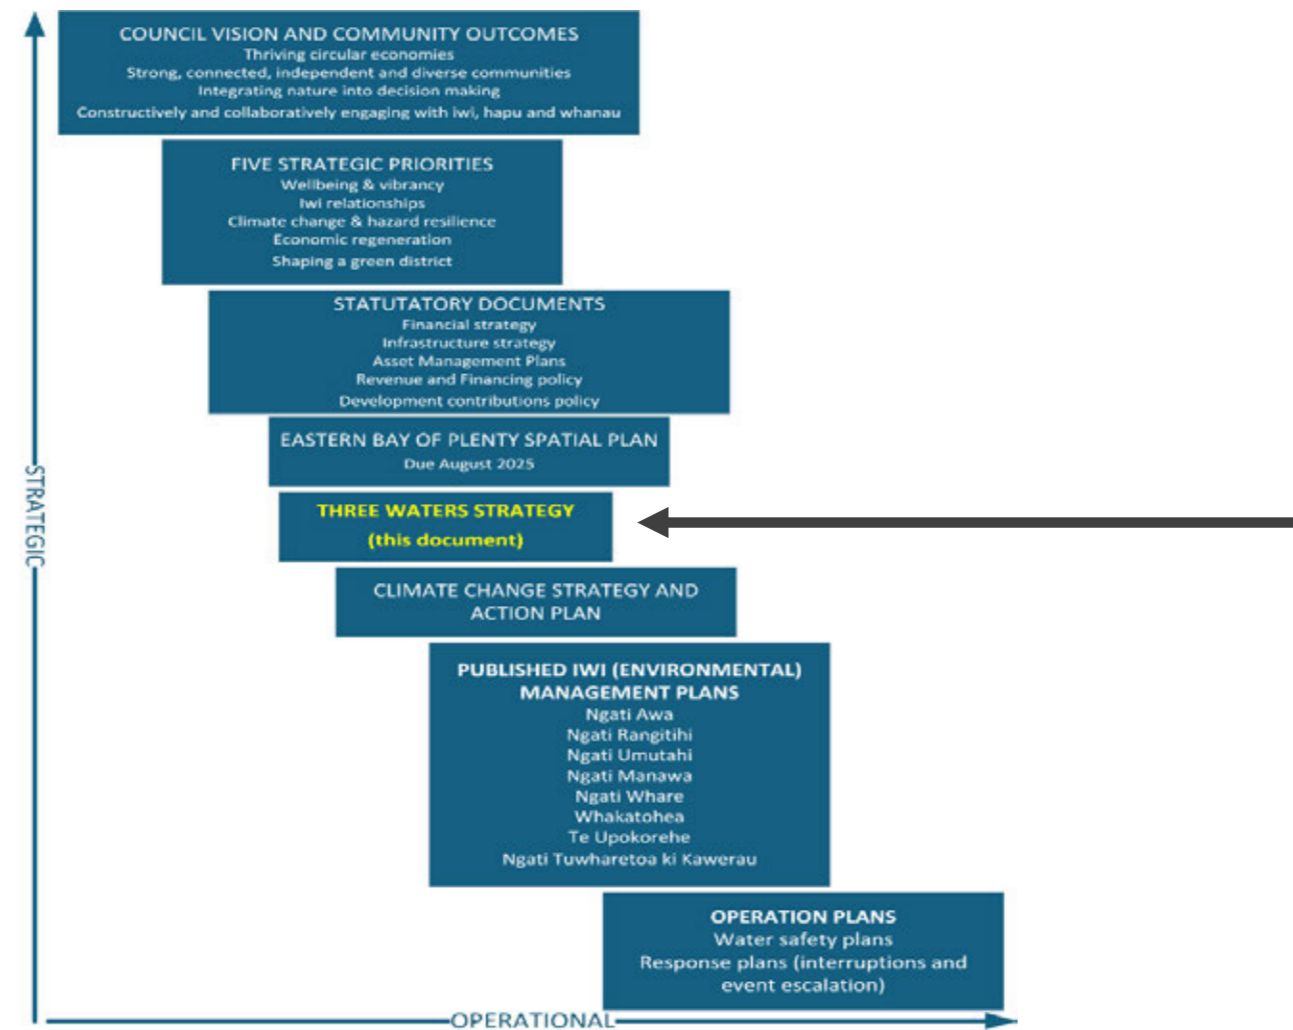 COUNCIL VISION AND COMMUNITY OUTCOMES
Thriving circular economies
Strong, connected, independent and diverse communities
Integrating nature into decision making
Constructively and collaboratively engaging with iwi, hapu and whanau
FIVE STRATEGIC PRIORITIES
Wellbeing & vibrancy
Iwi relationships
Climate change & hazard resilience
Economic regeneration
Shaping a green district
STATUTATORY DOCUMENTS
Financial strategy
Infrastructure strategy
Asset Management Plans
Revenue and Financing policy
Development contributions policy
EASTERN BAY OF PLENTY SPATIAL PLAN
Due August 2025
THREE WATERS STRATEGY
(this document)
CLIMATE CHANGE STRATEGY AND
ACTION PLAN
PUBLISHED IWI (ENVIRONMENTAL)
MANAGEMENT PLANS
Ngati Awa
Ngati Rangitihi
Ngati Umutahi
Ngati Manawa
Ngati Whare
Whakatohea
Te Upokorehe
Ngati Tuwharetoa ki Kawerau
OPERATION PLANS
Water safety plans
Response plans (interruptions and
event escalation)
STRATEGIC
OPERATIONAL